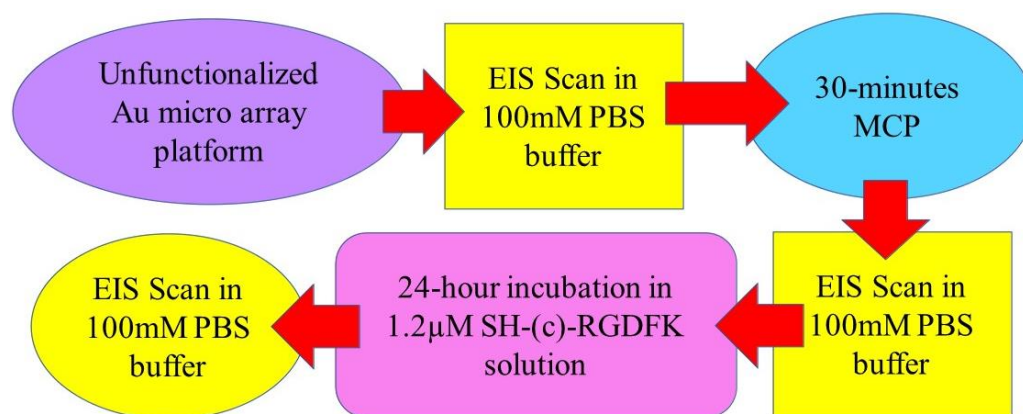 Unfunctionalized
Au micro array
platform
EIS Scan in
100mM PBS
buffer
30-minutes
MCP
EIS Scan in
100mM PBS
buffer
24-hour incubation in
1.2µM SH-(c)-RGDFK
solution
EIS Scan in
100mM PBS
buffer